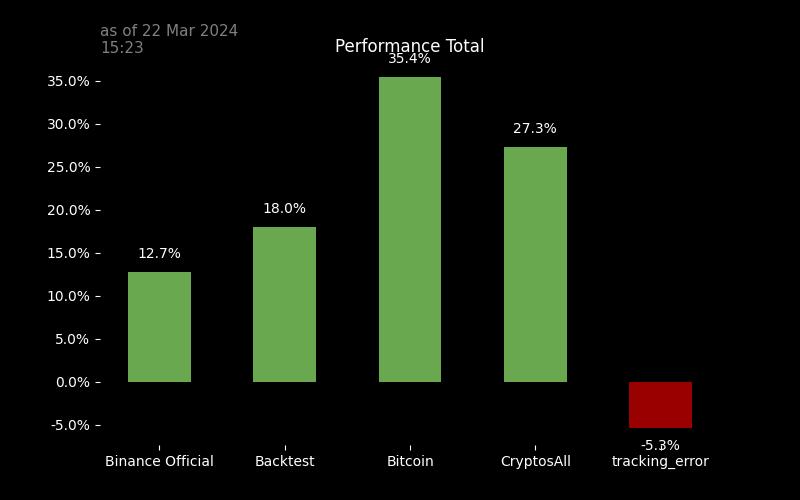 as of 22 Mar 2024
15:23
Performance Total
35.4%
35.0%
30.0%
27.3%
25.0%
20.0%
18.0%
15.0%
12.7%
10.0%
5.0%
0.0%
-5.0%
-5.3%
Binance Official
Backtest
Bitcoin
CryptosAll
tracking_error